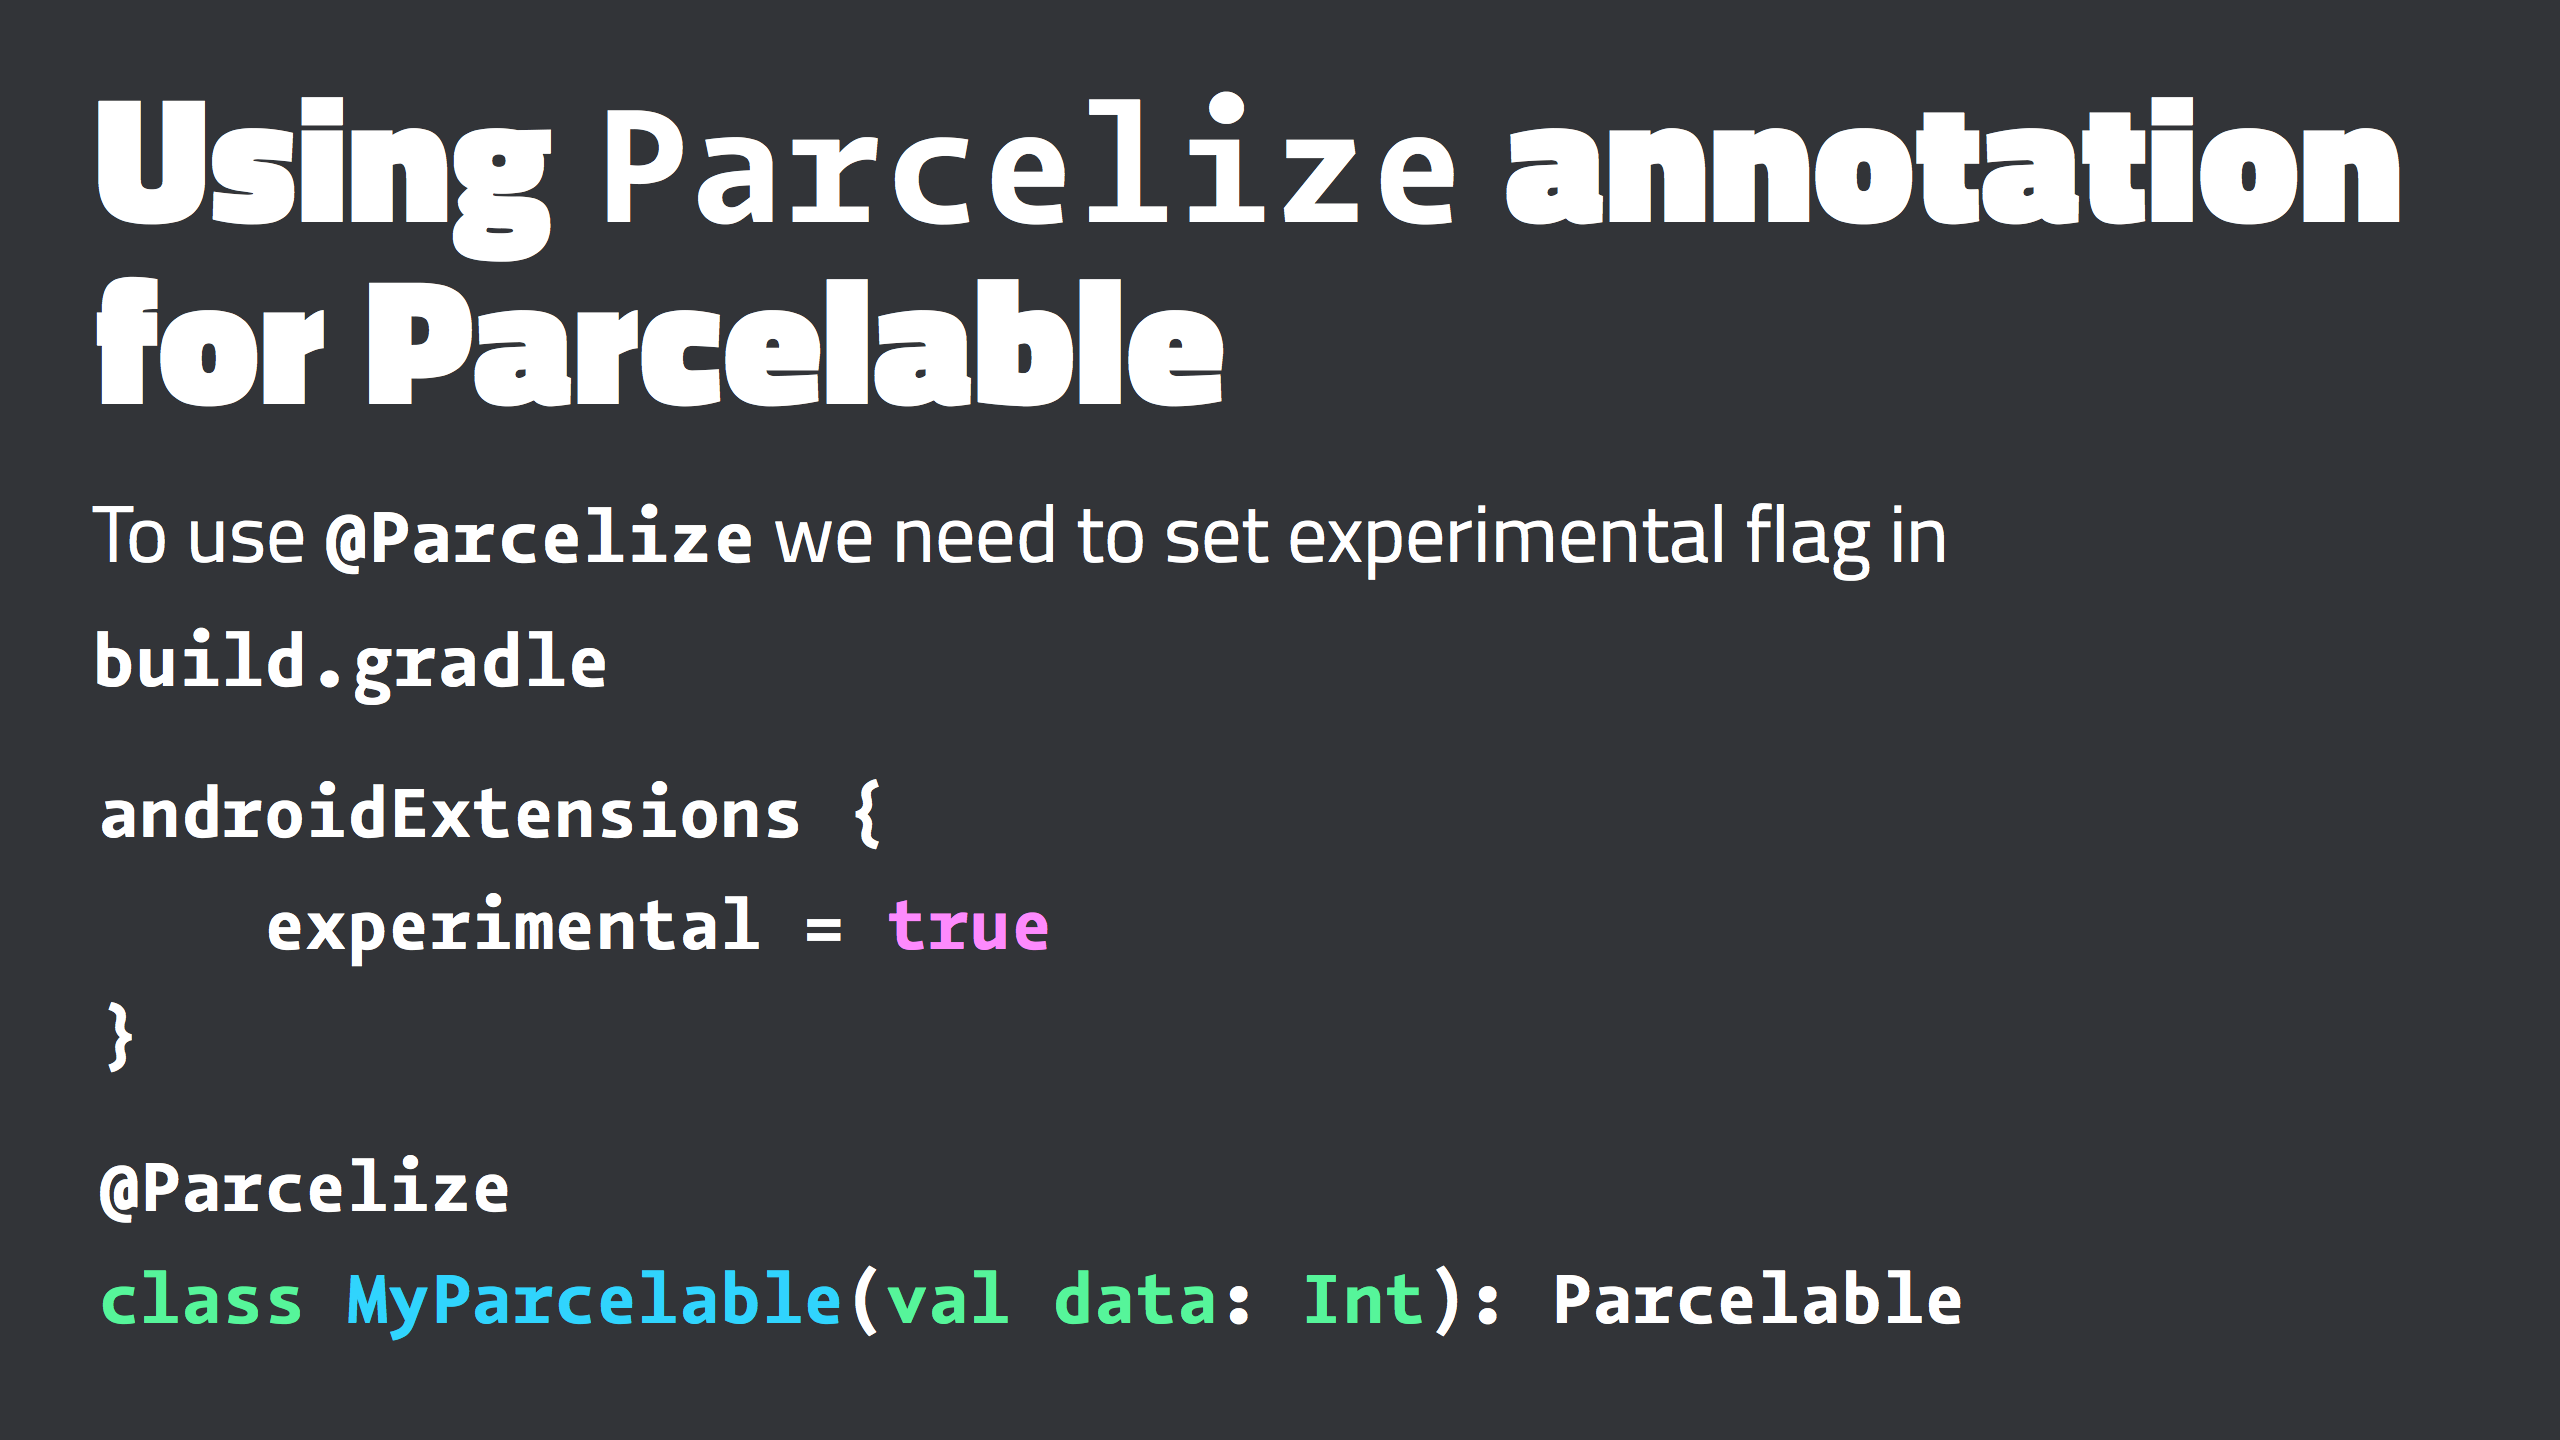 Using Parcelize annotation
for Parcelable
To use @Parcelize we need to set experimental flag in
build.gradle
androidExtensions {
    experimental = true
}
@Parcelize
class MyParcelable(val data: Int): Parcelable